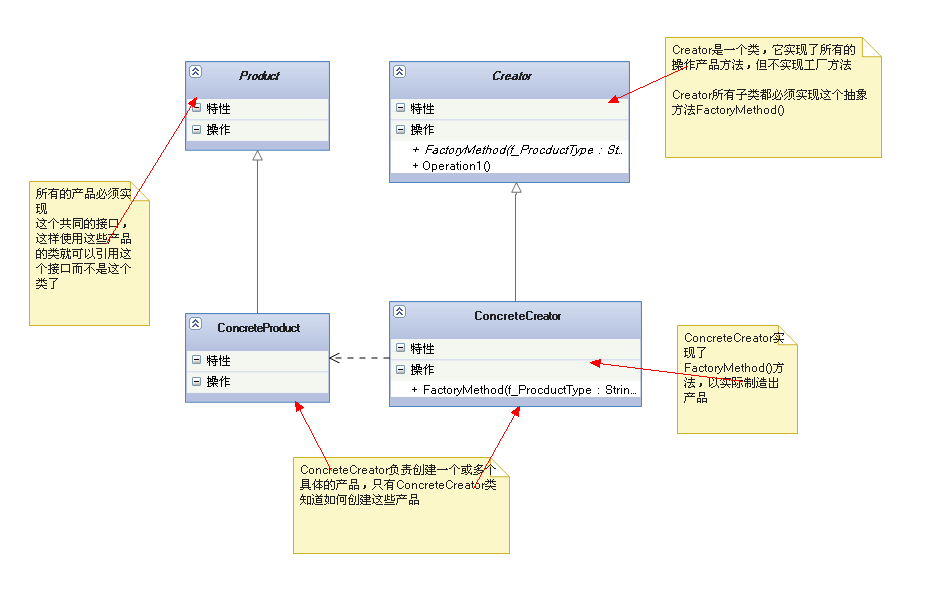 Creator是一个类，它实现了所有的
操作产品方法，但不实现工厂方法
Creator所有子类都必须实现这个抽象
方法FactoryMethod()
Product
特性
操作
Creator
特性
操作
+ FactoryMethod(f_ProcductType : St..
+ Operation1()
所有的产品必须实
现
这个共同的接口，
这样使用这些产品
的类就可以引用这
个接口而不是这个
类了
ConcreteProduct
特性
操作
ConcreteCreator
特性
操作
+ FactoryMethod(f_ProcductType : Strin...
ConcreteCreator实
现了
FactoryMethod()方
法，以实际制造出
产品
ConcreteCreator负责创建一个或多个
具体的产品，只有ConcreteCreator类
知道如何创建这些产品